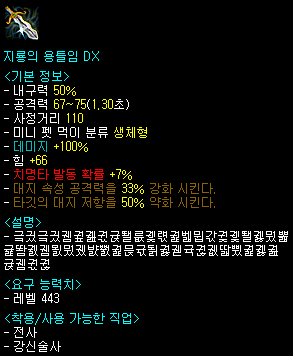 지룡의 용틀임 DX
<기본 정보>
- 내구력 50%
- 공격력 67~75(1,30초)
- 사정거리 110
- 미니 펫 먹이 분류 생체형
- 데미지 +100%
- 힘 +66
- 치명타 발동 확률 +7%
- 대지 속성 공격력을 33% 강화 시킨다.
- 타깃의 대지 저항을 50% 약화 시킨다.
<설명>
<요구 능력치>
- 레벨 443
<착용/사용 가능한 직업>
- 전사
- 강신술사